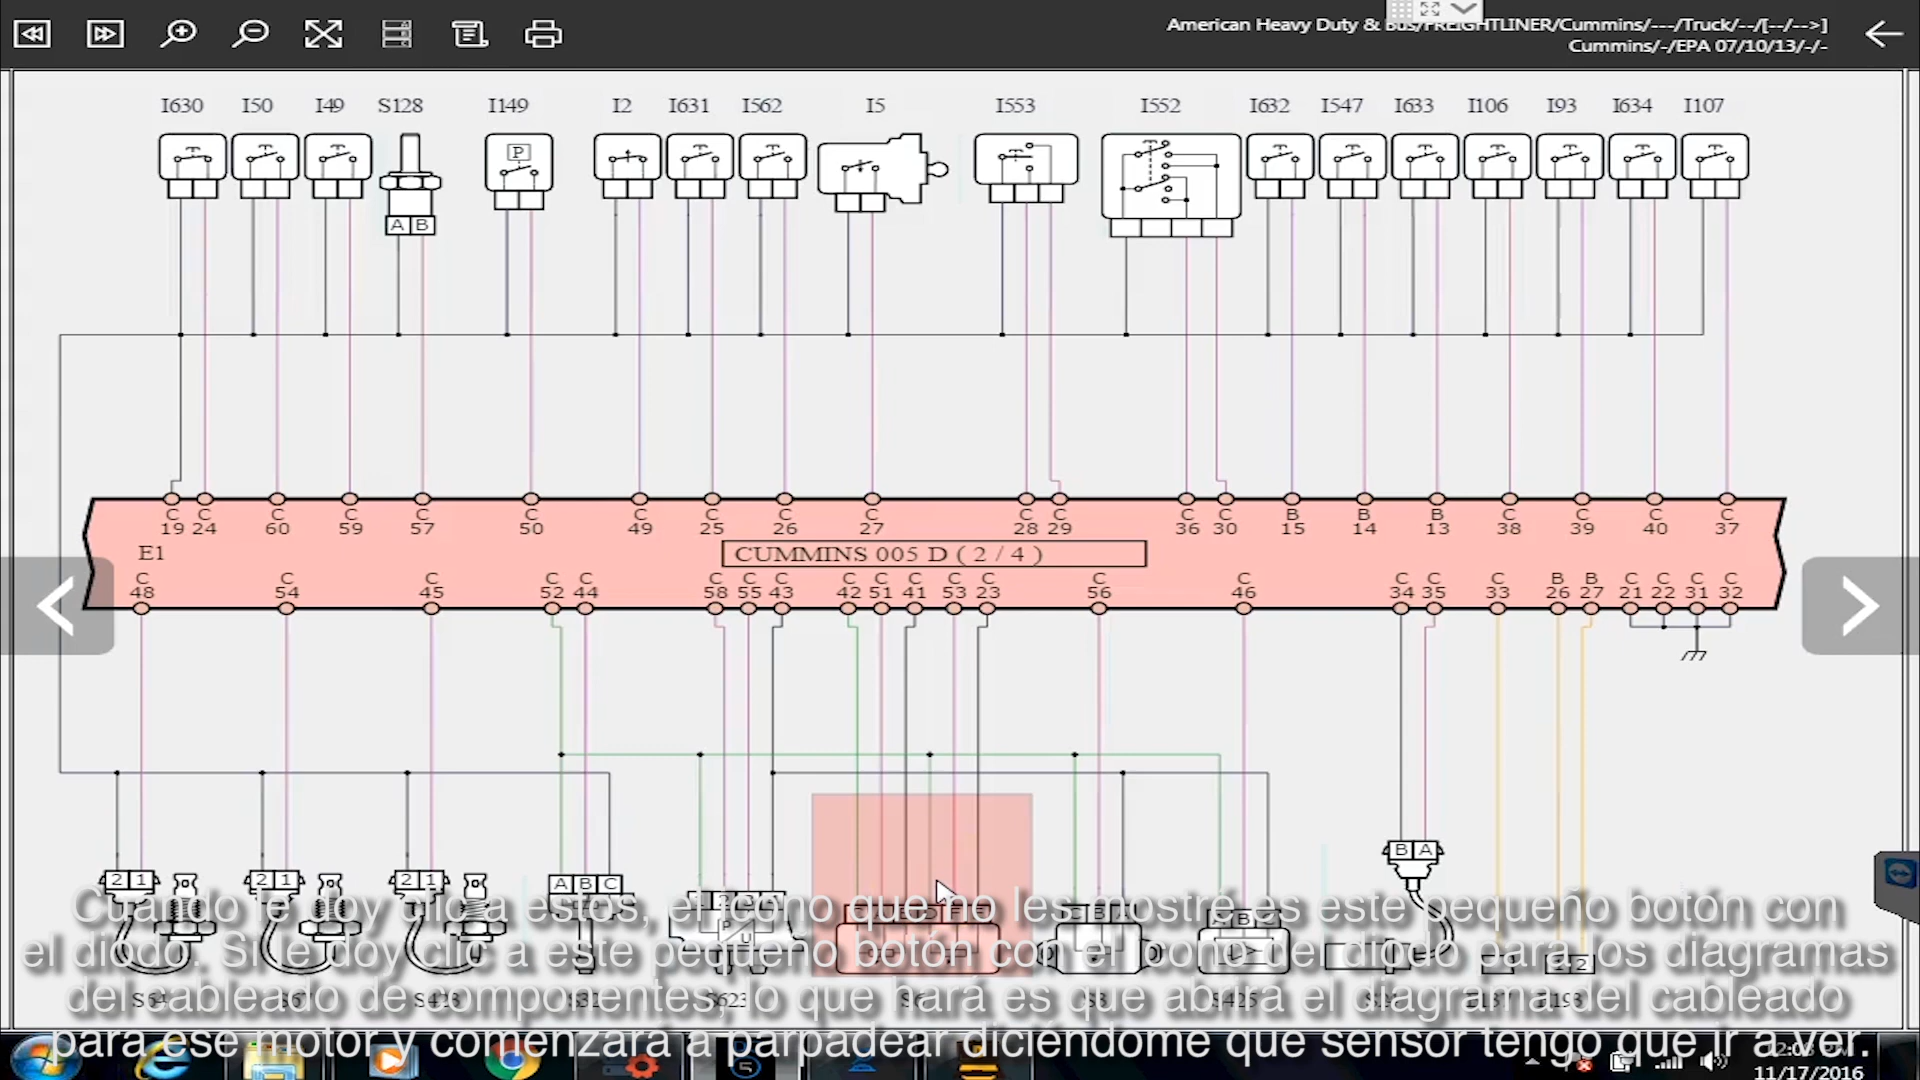 American Heavy Duty & Bus/FREIGHTLINER/Cummins/---/Truck/--/[--/-->]
Cummins/-/EPA 07/10/13/-/-
I630 I50 I49 S128 I149 I2 I631 I562 I5 I553 I552 I632 I547 I633 I106 I93 I634 I107
P
A B
C C C C C C C C C C C C C C B B B C C C C
19 24 60 59 57 50 49 25 26 27 28 29 36 30 15 14 13 38 39 40 37
E1
CUMMINS 005 D ( 2 / 4 )
C C C C C C C C C C C C C C C C C C B B C C C C
48 54 45 52 44 58 55 43 42 51 41 53 23 56 46 34 35 33 26 27 21 22 31 32
B A
2 1 2 1 2 1 A B C
Cuando le doy clic a estos, el icono que no les mostré es este pequeño botón con
el diodo. Si le doy clic a este pequeño botón con el icono del diodo para los diagramas
del cableado de componentes, lo que hará es que abrirá el diagrama del cableado
para ese motor y comenzará a parpadear diciéndome que sensor tengo que ir a ver.
11/17/2016